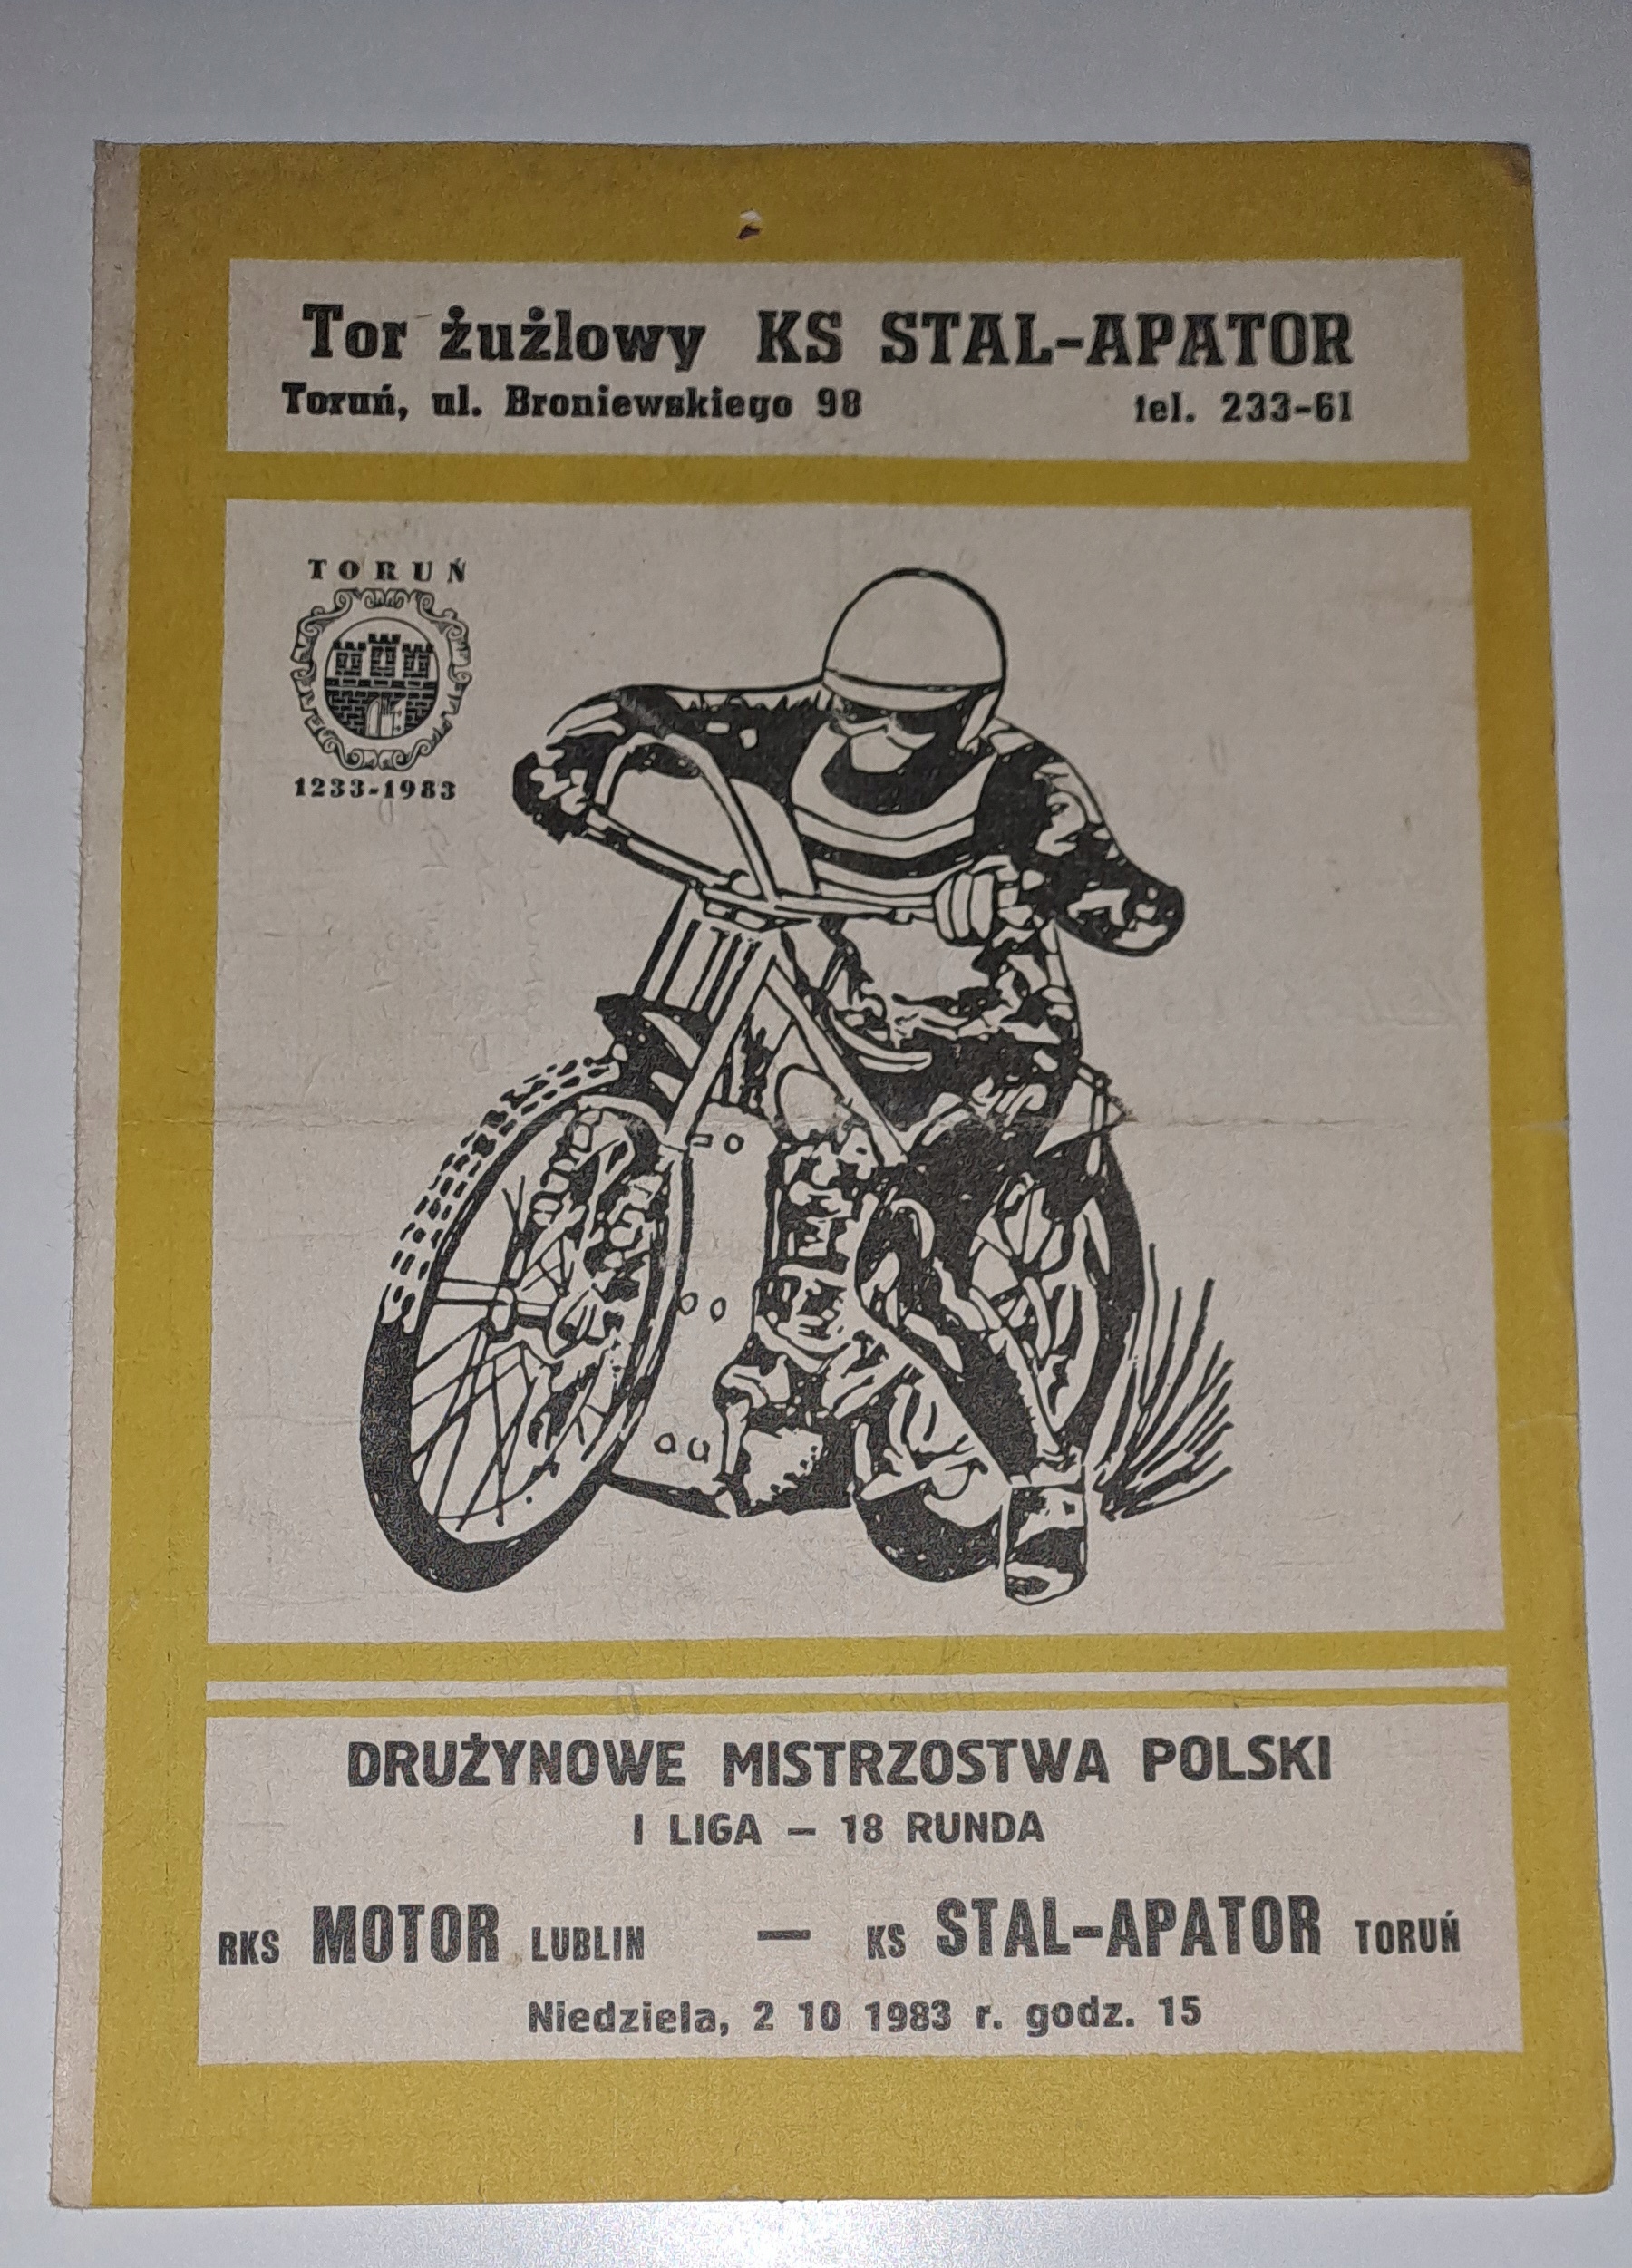 Tor żużlowy KS STAL-APATOR
Toruń, ul. Broniewskiego 98 tel. 233-61
TORUŃ
1233-1983
DRUŻYNOWE MISTRZOSTWA POLSKI
I LIGA – 18 RUNDA
RKS MOTOR LUBLIN — KS STAL-APATOR TORUŃ
Niedziela, 2 10 1983 r. godz. 15